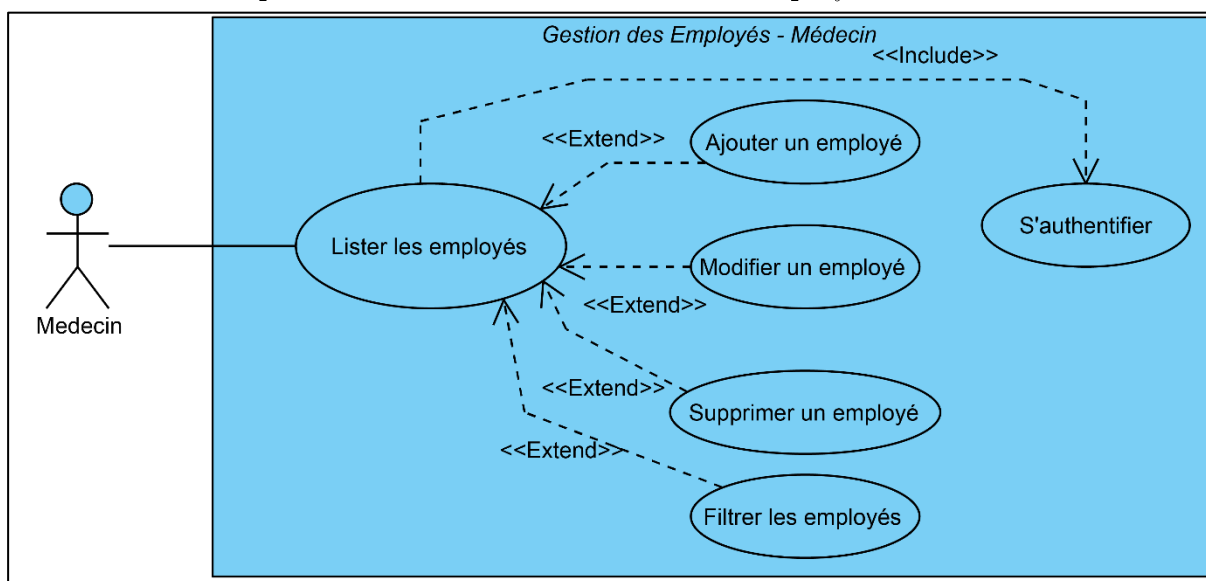 Gestion des Employés - Médecin
<<Include>>
<<Extend>>
Ajouter un employé
S'authentifier
Lister les employés
Modifier un employé
<<Extend>>
Medecin
<<Extend>>
Supprimer un employé
<<Extend>>
Filtrer les employés